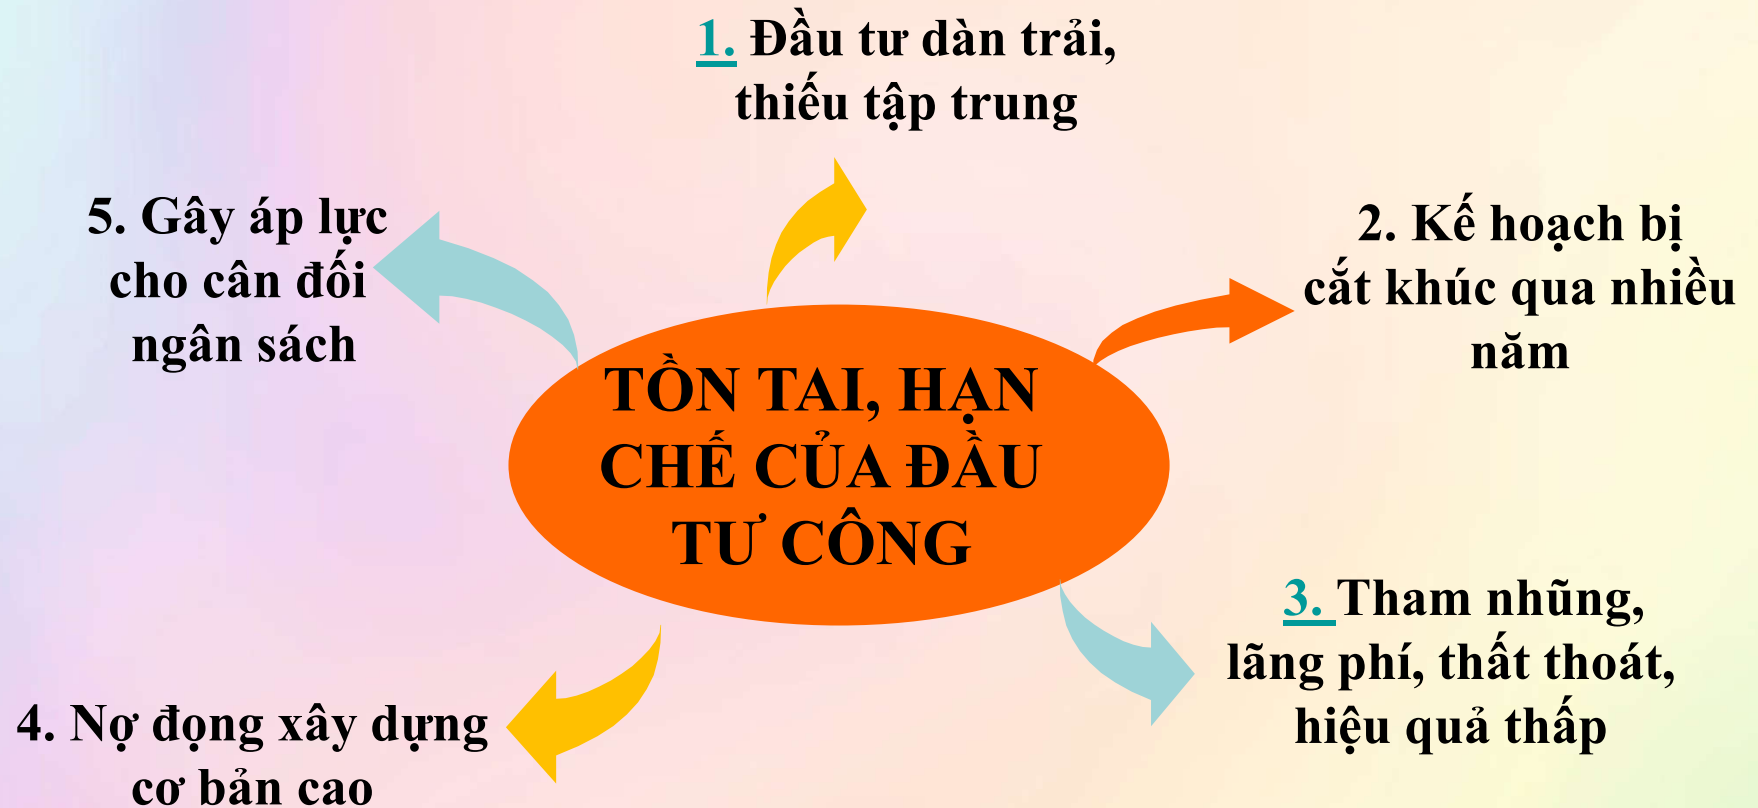 1. Đầu tư dàn trải,
thiếu tập trung
5. Gây áp lực
cho cân đối
ngân sách
2. Kế hoạch bị
cắt khúc qua nhiều
năm
TỒN TAI, HẠN
CHẾ CỦA ĐẦU
TƯ CÔNG
3. Tham nhũng,
lãng phí, thất thoát,
hiệu quả thấp
4. Nợ đọng xây dựng
cơ bản cao